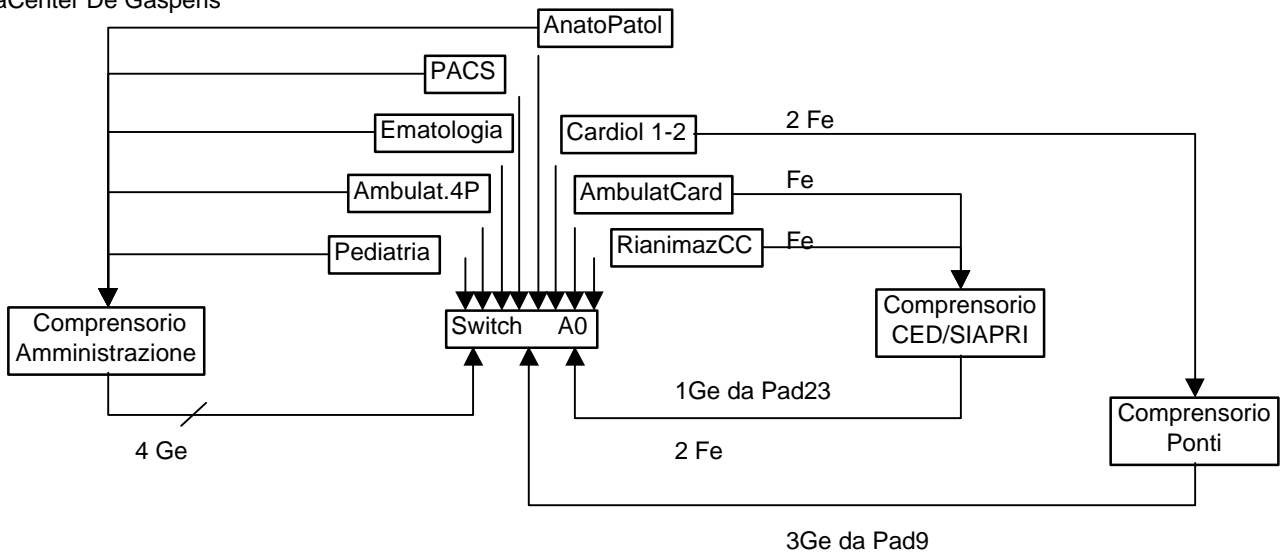 AnatoPatol
PACS
Ematologia
Cardiol 1-2
2 Fe
Ambulat.4P
AmbulatCard
Fe
Pediatria
RianimazCC
Fe
Comprensorio
Amministrazione
Switch A0
Comprensorio
CED/SIAPRI
1Ge da Pad23
4 Ge
2 Fe
Comprensorio
Ponti
3Ge da Pad9